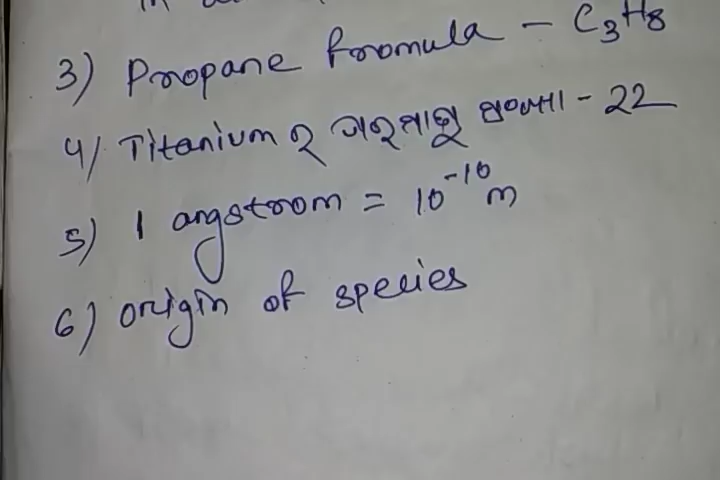 3) Propane fromula - C₃H₈
4) Titanium ର ପରମାଣୁ ସଂଖ୍ୟା - 22
5) 1 angstrom = 10⁻¹⁰ m
6) origin of species